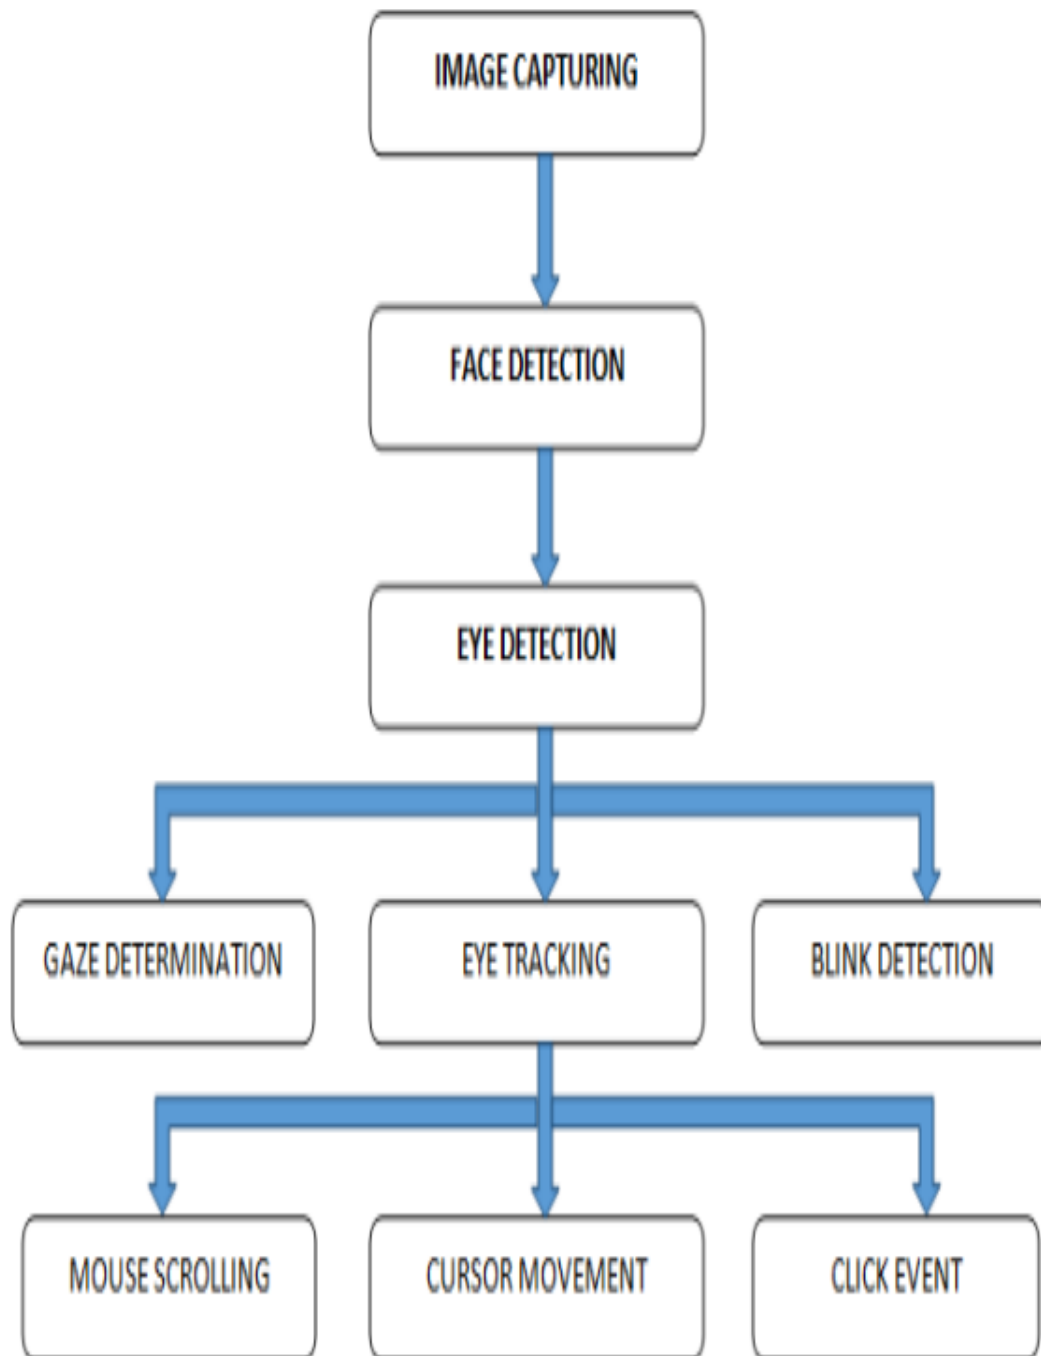 IMAGE CAPTURING
FACE DETECTION
EYE DETECTION
GAZE DETERMINATION
EYE TRACKING
BLINK DETECTION
MOUSE SCROLLING
CURSOR MOVEMENT
CLICK EVENT